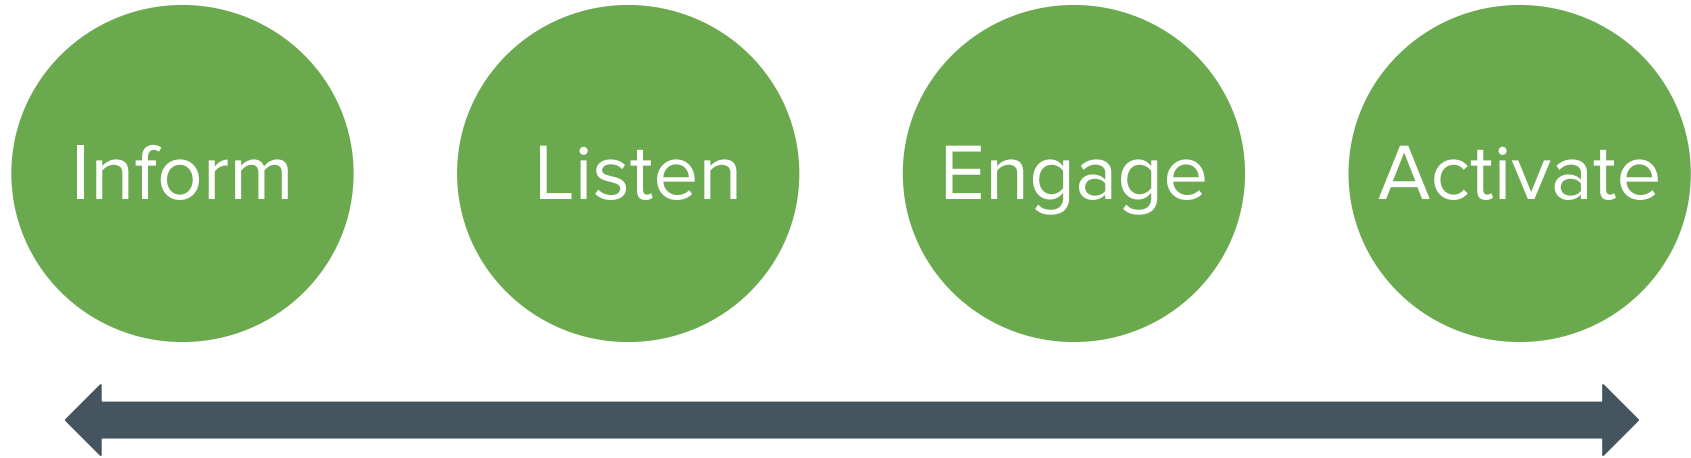 Inform
Listen
Engage
Activate